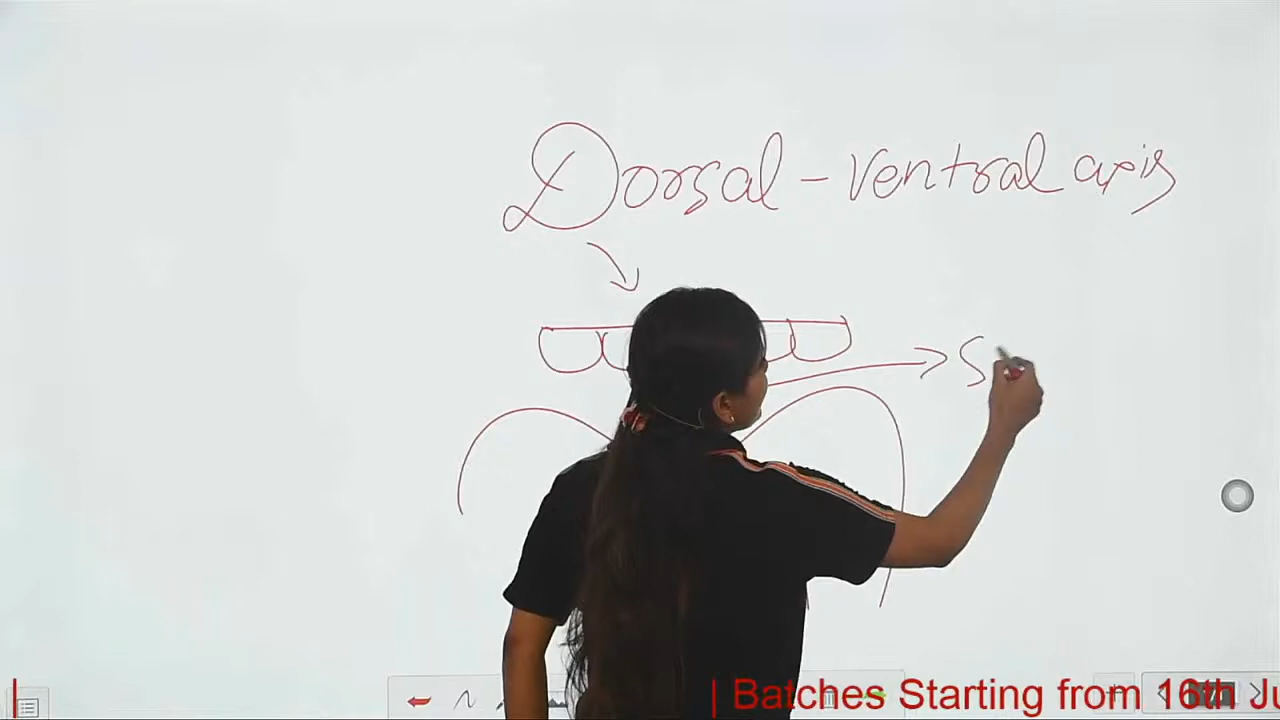 Dorsal - ventral axis
S
| Batches Starting from 16th Ju